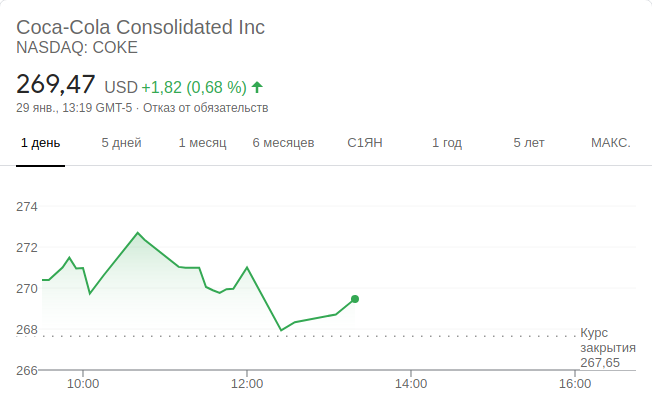 Coca-Cola Consolidated Inc
NASDAQ: COKE
269,47 USD +1,82 (0,68 %)
29 янв., 13:19 GMT-5 · Отказ от обязательств
1 день 5 дней 1 месяц 6 месяцев С1ЯН 1 год 5 лет МАКС.
274
272
270
268
Курс
закрытия
267,65
266
10:00 12:00 14:00 16:00